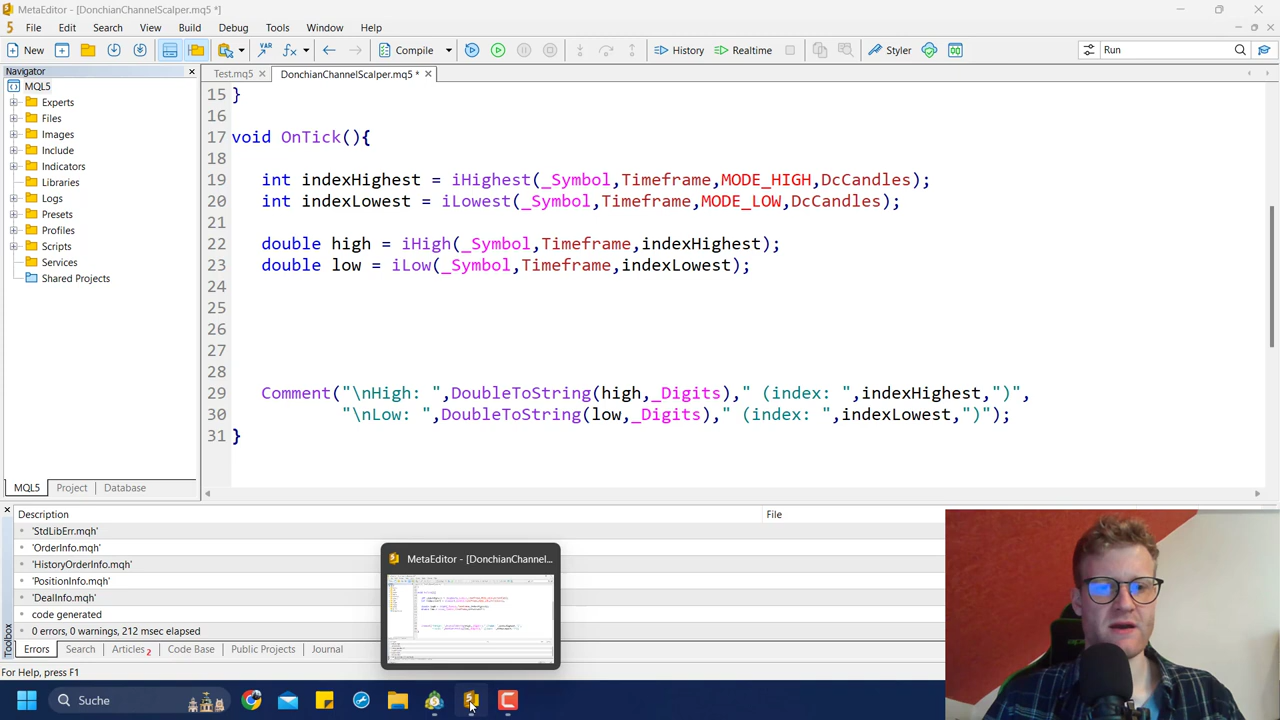 MetaEditor - [DonchianChannelScalper.mq5 *]
File Edit Search View Build Debug Tools Window Help
New Compile History Realtime Styler Run
Navigator
Test.mq5 DonchianChannelScalper.mq5 *
MQL5
Experts
Files
Images
Include
Indicators
Libraries
Logs
Presets
Profiles
Scripts
Services
Shared Projects
MQL5 Project Database
15 }
16
17 void OnTick(){
18
19 int indexHighest = iHighest(_Symbol,Timeframe,MODE_HIGH,DcCandles);
20 int indexLowest = iLowest(_Symbol,Timeframe,MODE_LOW,DcCandles);
21
22 double high = iHigh(_Symbol,Timeframe,indexHighest);
23 double low = iLow(_Symbol,Timeframe,indexLowest);
24
25
26
27
28
29 Comment("\nHigh: ",DoubleToString(high,_Digits)," (index: ",indexHighest,")",
30 "\nLow: ",DoubleToString(low,_Digits)," (index: ",indexLowest,")");
31 }
Description File
'StdLibErr.mqh'
'OrderInfo.mqh'
'HistoryOrderInfo.mqh'
'PositionInfo.mqh'
'DealInfo.mqh'
code generated
0 errors, 0 warnings, 212 msec elapsed
Toolbox
Errors Search Articles 2 Code Base Public Projects Journal
For Help, press F1
MetaEditor - [DonchianChannel...
Suche